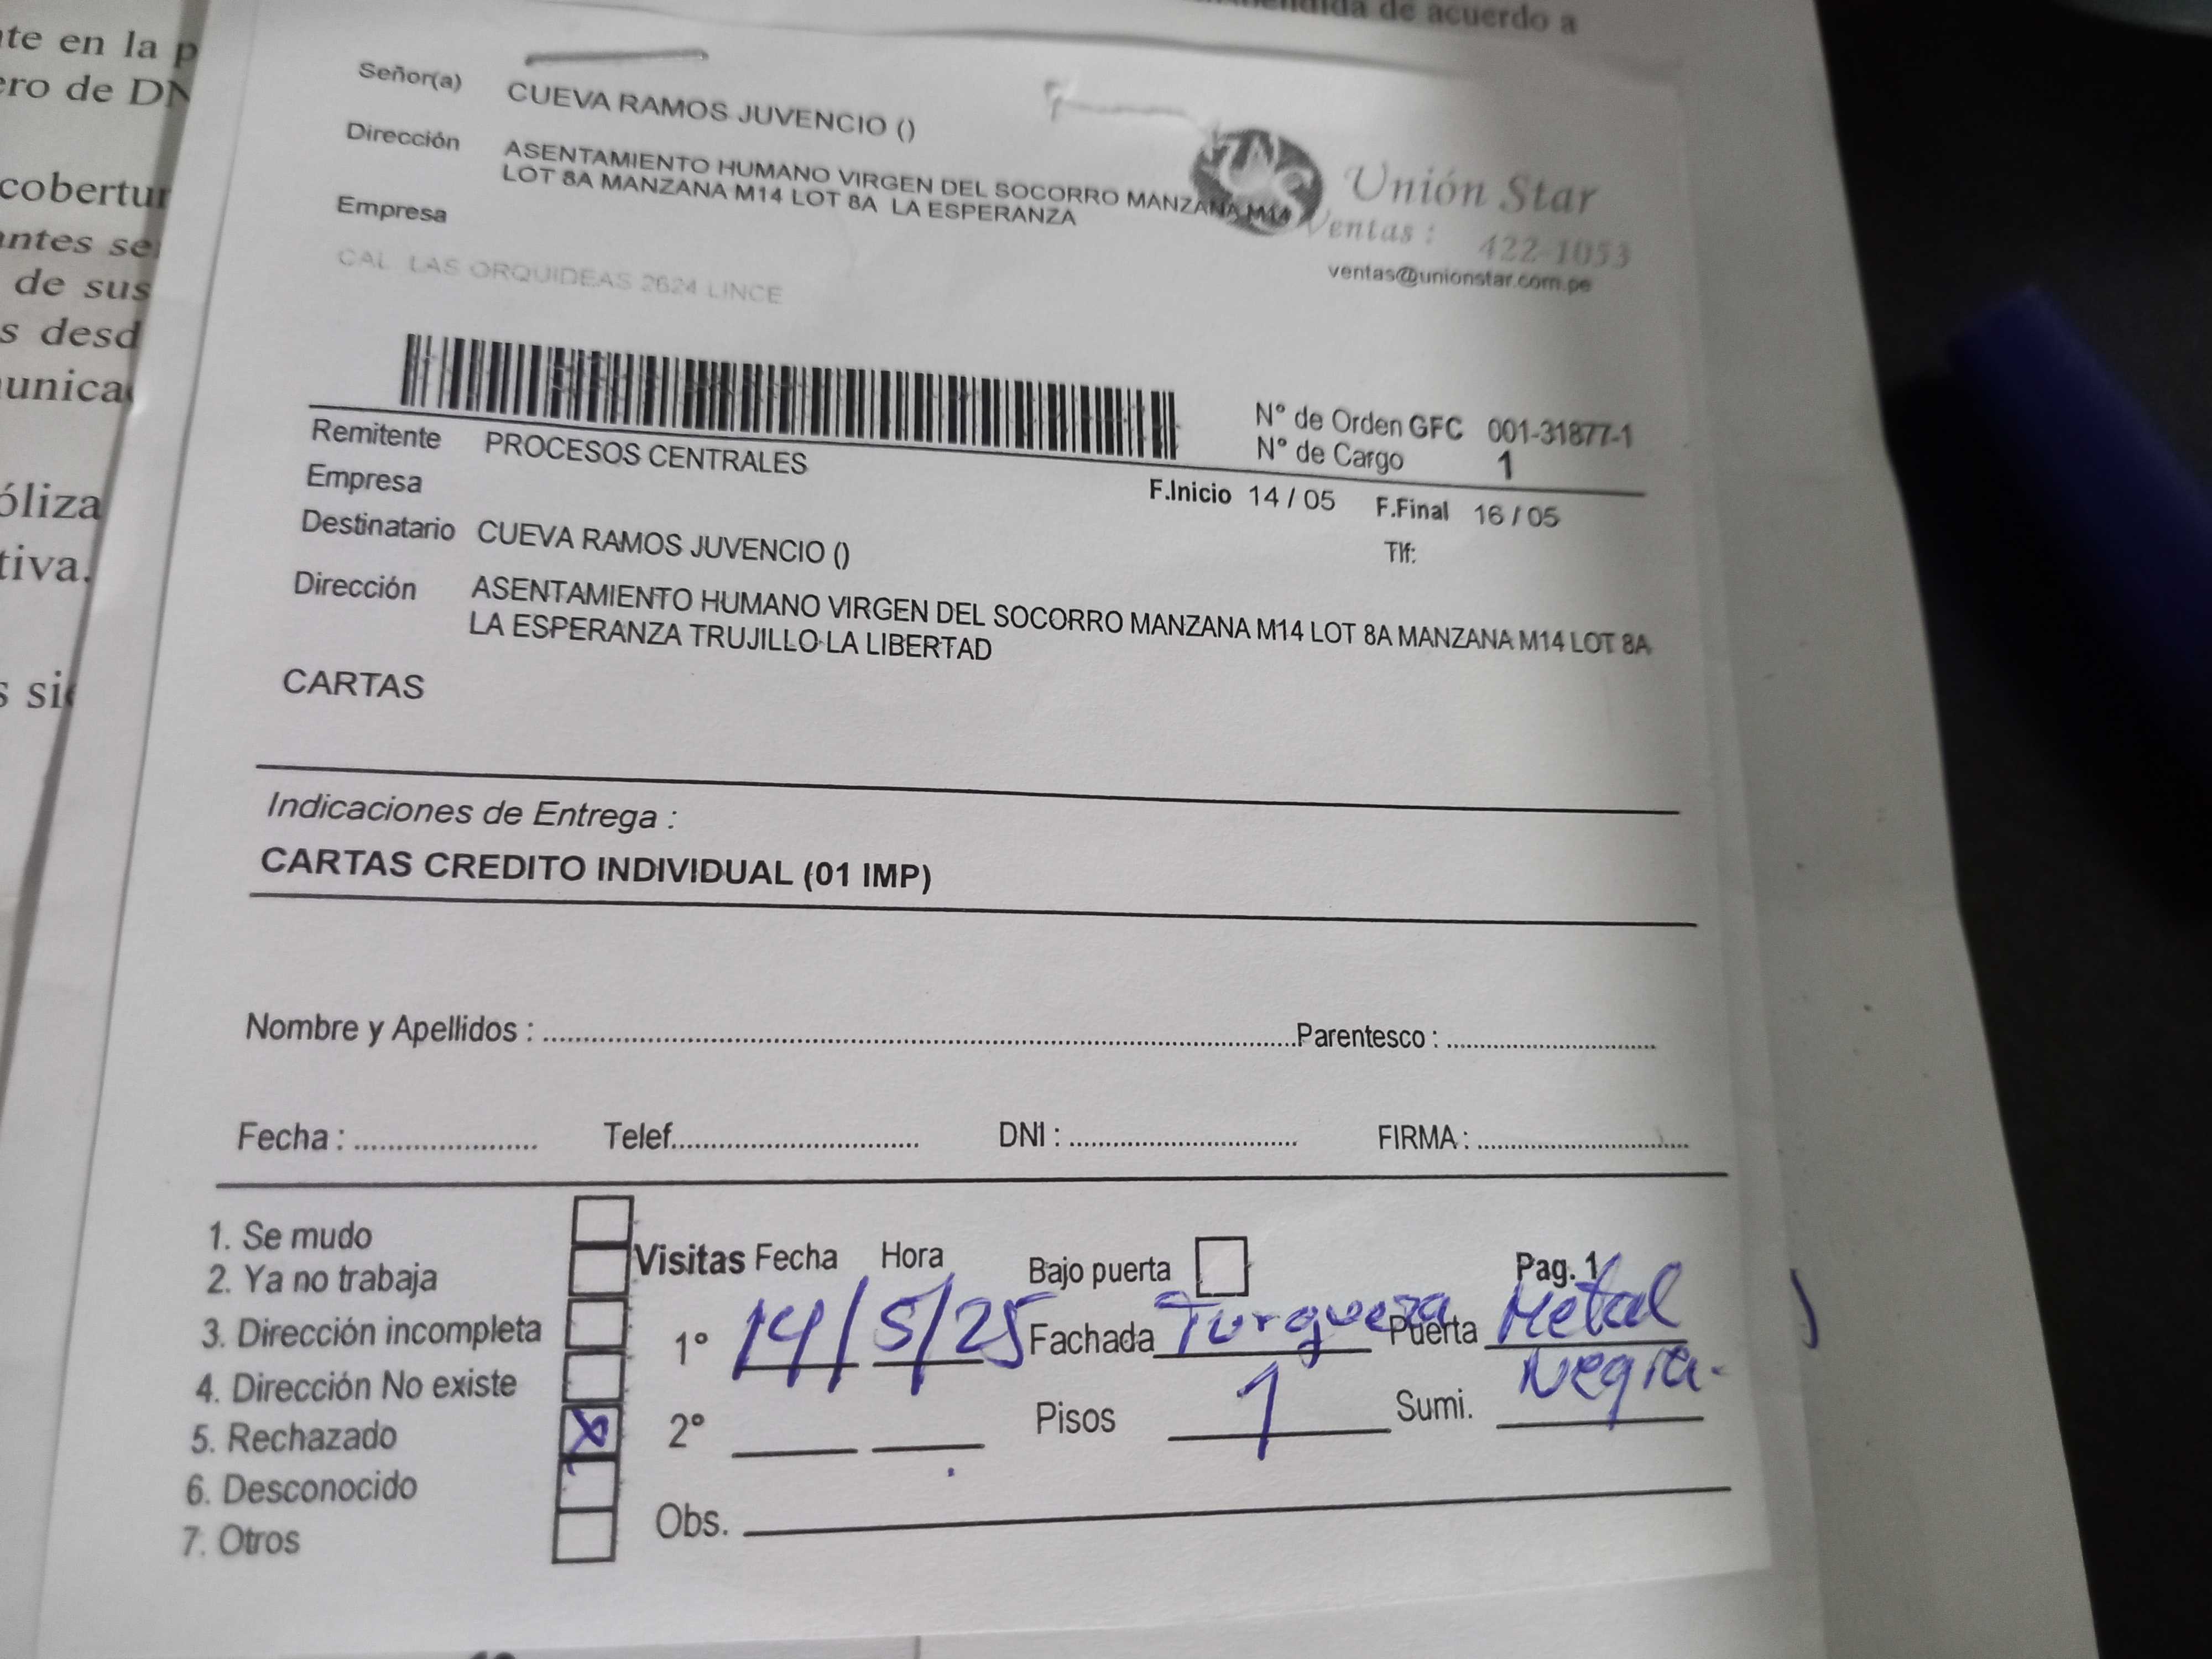 endida de acuerdo a
te en la p
ero de DN
cobertur
antes se
de sus
s desd
unica
óliza
tiva.
s si
Señor(a) CUEVA RAMOS JUVENCIO ()
Dirección ASENTAMIENTO HUMANO VIRGEN DEL SOCORRO MANZANA M14
LOT 8A MANZANA M14 LOT 8A LA ESPERANZA
Empresa
CAL LAS ORQUIDEAS 2624 LINCE
Unión Star
Ventas : 422-1053
ventas@unionstar.com.pe
N° de Orden GFC 001-31877-1
N° de Cargo 1
Remitente PROCESOS CENTRALES
Empresa
F.Inicio 14 / 05 F.Final 16 / 05
Destinatario CUEVA RAMOS JUVENCIO ()
Tlf:
Dirección ASENTAMIENTO HUMANO VIRGEN DEL SOCORRO MANZANA M14 LOT 8A MANZANA M14 LOT 8A
LA ESPERANZA TRUJILLO LA LIBERTAD
CARTAS
Indicaciones de Entrega :
CARTAS CREDITO INDIVIDUAL (01 IMP)
Nombre y Apellidos : Parentesco :
Fecha : Telef. DNI : FIRMA :
1. Se mudo
2. Ya no trabaja
3. Dirección incompleta
4. Dirección No existe
5. Rechazado X
6. Desconocido
7. Otros
Visitas Fecha Hora Bajo puerta Pag. 1
1° 14/5/25 Fachada Turqueza Puerta Metal
Negra.
2° Pisos 1 Sumi.
Obs.